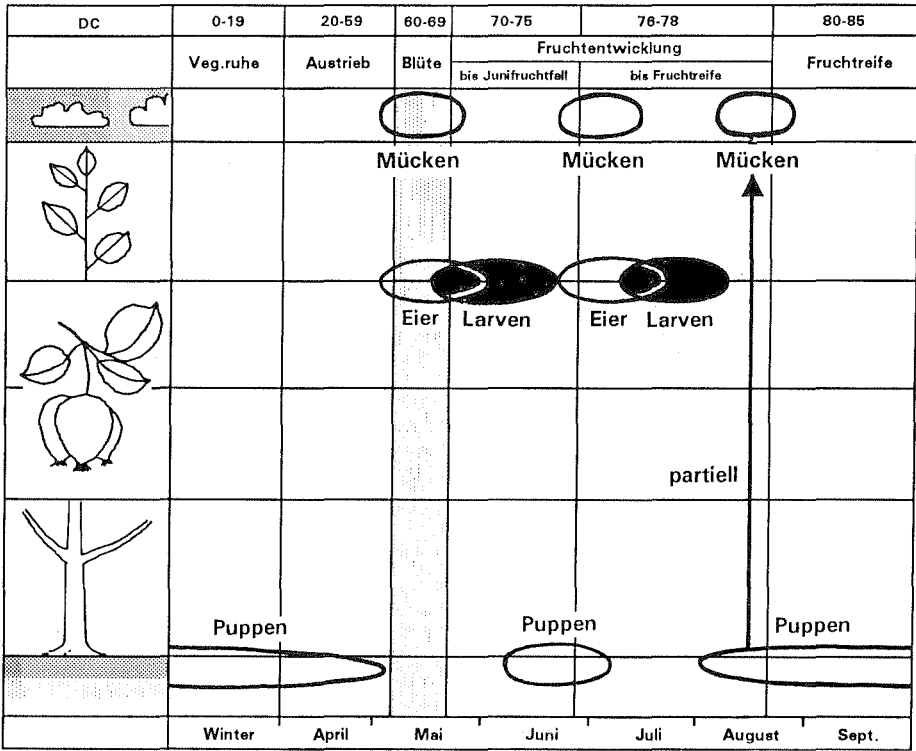 DC 0-19 20-59 60-69 70-75 76-78 80-85
Veg.ruhe Austrieb Blüte Fruchtentwicklung Fruchtreife
bis Junifruchtfall bis Fruchtreife
Mücken Mücken Mücken
Eier Larven Eier Larven
partiell
Puppen Puppen Puppen
Winter April Mai Juni Juli August Sept.